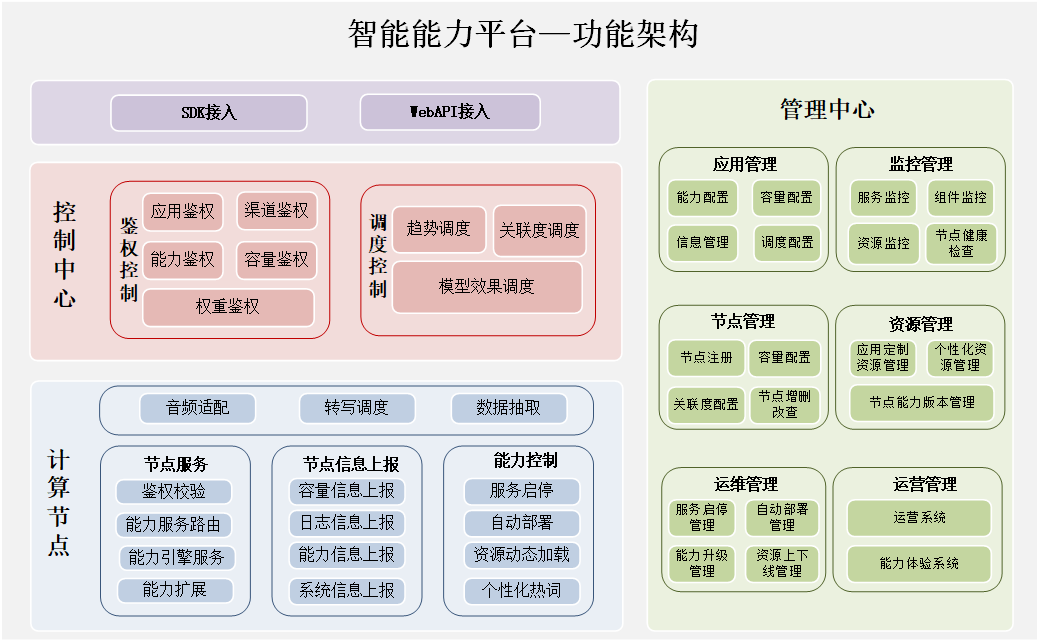 智能能力平台—功能架构
SDK接入
WebAPI接入
控制中心
鉴权控制
应用鉴权
渠道鉴权
能力鉴权
容量鉴权
权重鉴权
调度控制
趋势调度
关联度调度
模型效果调度
计算节点
音频适配
转写调度
数据抽取
节点服务
鉴权校验
能力服务路由
能力引擎服务
能力扩展
节点信息上报
容量信息上报
日志信息上报
能力信息上报
系统信息上报
能力控制
服务启停
自动部署
资源动态加载
个性化热词
管理中心
应用管理
能力配置
容量配置
信息管理
调度配置
监控管理
服务监控
组件监控
资源监控
节点健康
检查
节点管理
节点注册
容量配置
关联度配置
节点增删
改查
资源管理
应用定制
资源管理
个性化资
源管理
节点能力版本管理
运维管理
服务启停
管理
自动部署
管理
能力升级
管理
资源上下
线管理
运营管理
运营系统
能力体验系统